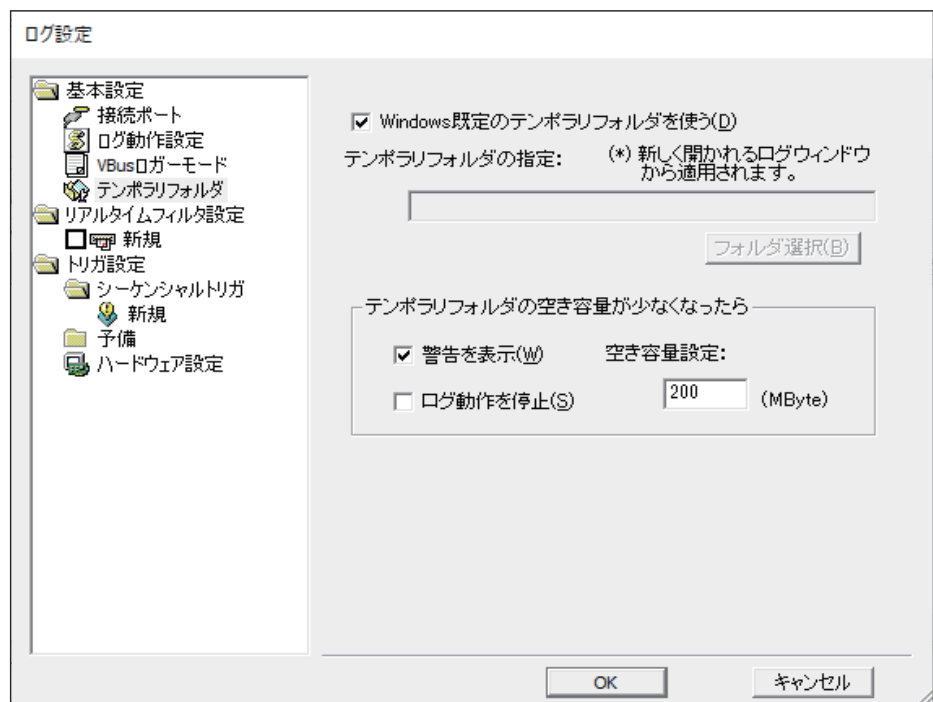 ログ設定
基本設定
接続ポート
ログ動作設定
VBusロガーモード
テンポラリフォルダ
リアルタイムフィルタ設定
新規
トリガ設定
シーケンシャルトリガ
新規
予備
ハードウェア設定
Windows既定のテンポラリフォルダを使う(D)
テンポラリフォルダの指定:
(*) 新しく開かれるログウィンドウ
から適用されます。
フォルダ選択(B)
テンポラリフォルダの空き容量が少なくなったら
警告を表示(W)
空き容量設定:
ログ動作を停止(S)
200
(MByte)
OK
キャンセル